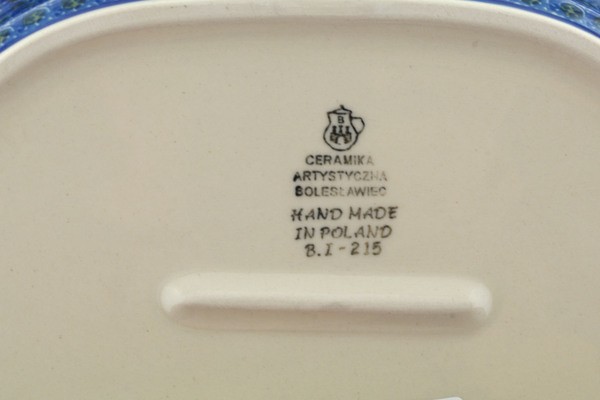 B
CERAMIKA
ARTYSTYCZNA
BOLESŁAWIEC
HAND MADE
IN POLAND
B.I-215